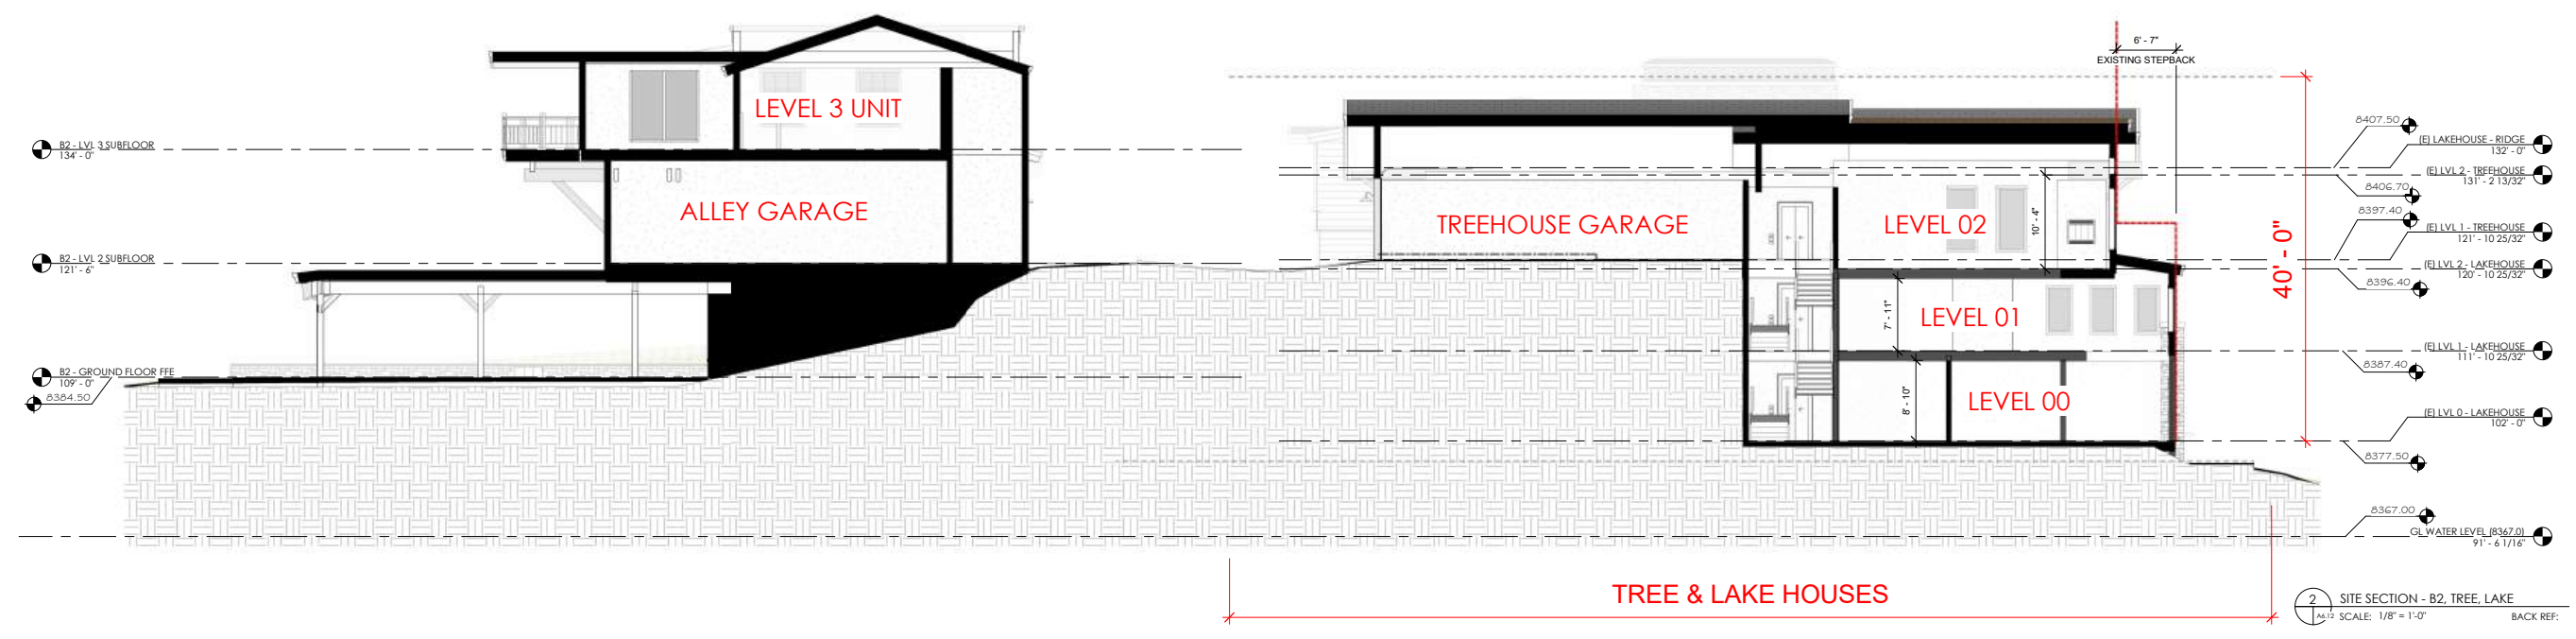 6' - 7"
EXISTING STEPBACK
LEVEL 3 UNIT
B2 - LVL 3 SUBFLOOR
134' - 0"
8407.50
(E) LAKEHOUSE - RIDGE
132' - 0"
(E) LVL 2 - TREEHOUSE
131' - 2 13/32"
8406.70
ALLEY GARAGE
TREEHOUSE GARAGE
LEVEL 02
10' - 4"
8397.40
(E) LVL 1 - TREEHOUSE
121' - 10 25/32"
40' - 0"
B2 - LVL 2 SUBFLOOR
121' - 6"
(E) LVL 2 - LAKEHOUSE
120' - 10 25/32"
8396.40
7' - 11"
LEVEL 01
(E) LVL 1 - LAKEHOUSE
111' - 10 25/32"
8387.40
B2 - GROUND FLOOR FFE
109' - 0"
8384.50
8' - 10"
LEVEL 00
(E) LVL 0 - LAKEHOUSE
102' - 0"
8377.50
8367.00
GL WATER LEVEL (8367.0)
91' - 6 1/16"
TREE & LAKE HOUSES
2
A6.12
SITE SECTION - B2, TREE, LAKE
SCALE: 1/8" = 1'-0"
BACK REF: